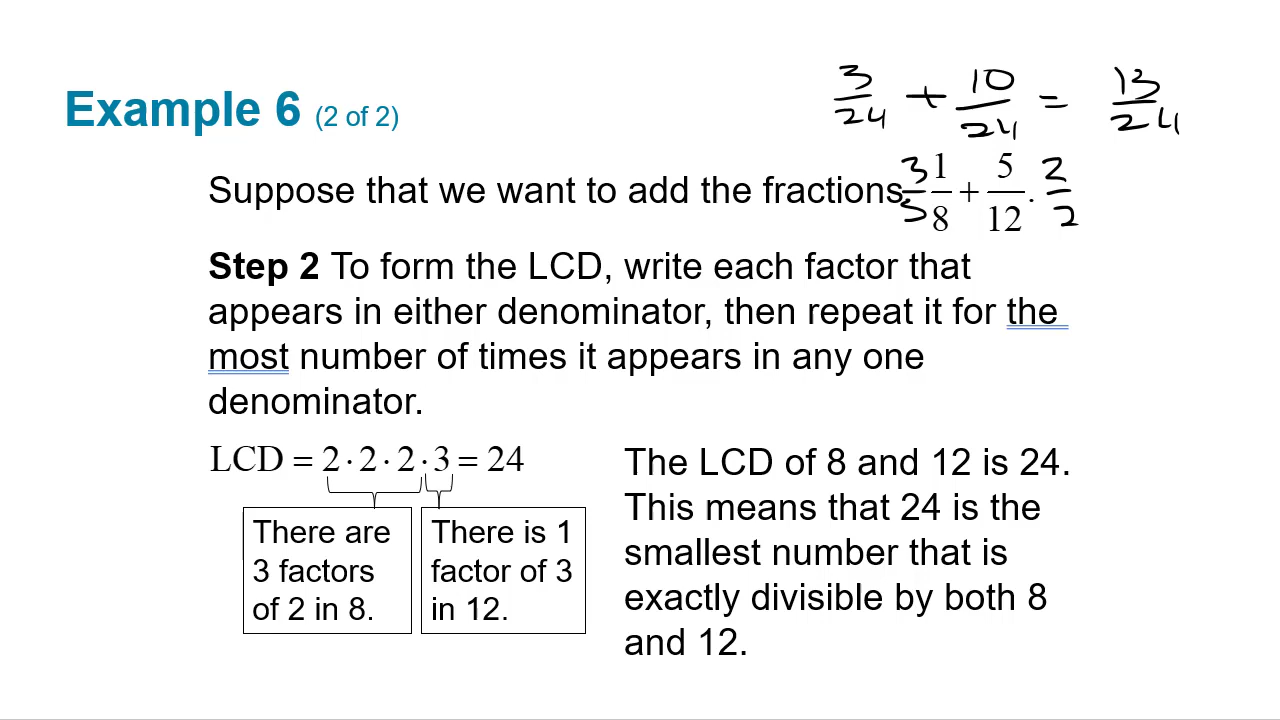 3/24 + 10/24 = 13/24
Example 6 (2 of 2)
Suppose that we want to add the fractions 3/3 1/8 + 5/12. 2/2
Step 2 To form the LCD, write each factor that
appears in either denominator, then repeat it for the
most number of times it appears in any one
denominator.
LCD = 2 · 2 · 2 · 3 = 24
There are
3 factors
of 2 in 8.
There is 1
factor of 3
in 12.
The LCD of 8 and 12 is 24.
This means that 24 is the
smallest number that is
exactly divisible by both 8
and 12.